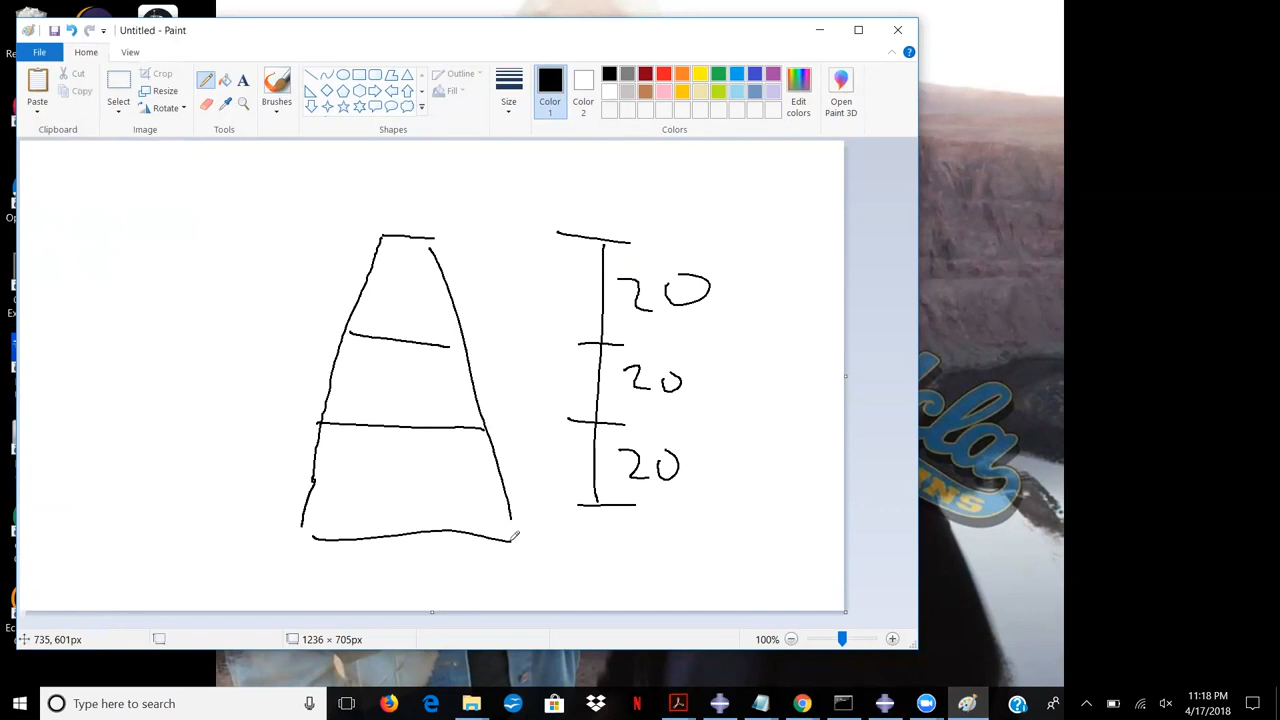 Untitled - Paint
File
Home
View
Paste
Cut
Copy
Clipboard
Select
Crop
Resize
Rotate
Image
Tools
Brushes
Shapes
Outline
Fill
Size
Color
1
Color
2
Edit
colors
Colors
Open
Paint 3D
20
20
20
735, 601px
1236 × 705px
100%
Type here to search
11:18 PM
4/17/2018